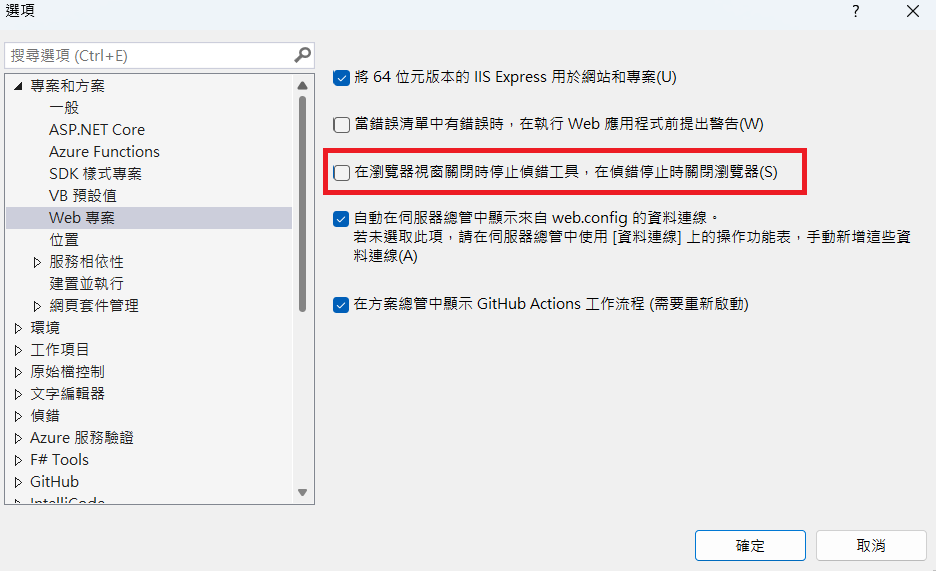 選項
?
搜尋選項 (Ctrl+E)
專案和方案
一般
ASP.NET Core
Azure Functions
SDK 樣式專案
VB 預設值
Web 專案
位置
服務相依性
建置並執行
網頁套件管理
環境
工作項目
原始檔控制
文字編輯器
偵錯
Azure 服務驗證
F# Tools
GitHub
IntelliCode
將 64 位元版本的 IIS Express 用於網站和專案(U)
當錯誤清單中有錯誤時，在執行 Web 應用程式前提出警告(W)
在瀏覽器視窗關閉時停止偵錯工具，在偵錯停止時關閉瀏覽器(S)
自動在伺服器總管中顯示來自 web.config 的資料連線。
若未選取此項，請在伺服器總管中使用 [資料連線] 上的操作功能表，手動新增這些資
料連線(A)
在方案總管中顯示 GitHub Actions 工作流程 (需要重新啟動)
確定
取消